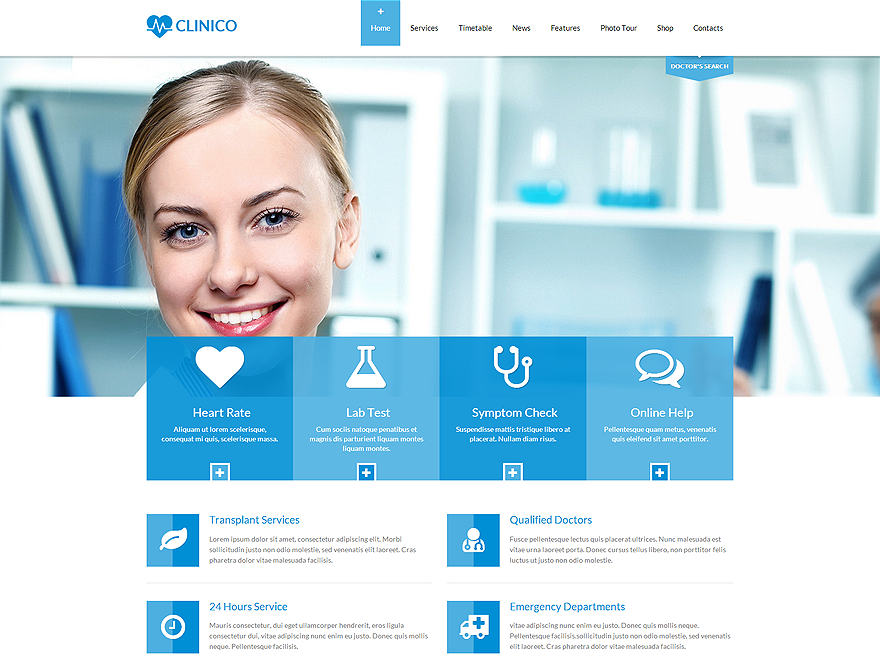 CLINICO
Home Services Timetable News Features Photo Tour Shop Contacts
DOCTOR'S SEARCH
Heart Rate
Aliquam ut lorem scelerisque,
consequat mi quis, scelerisque massa.
Lab Test
Cum sociis natoque penatibus et
magnis dis parturient liquam montes
liquam montes.
Symptom Check
Suspendisse mattis tristique libero at
placerat. Nullam diam risus.
Online Help
Pellentesque quam metus, venenatis
quis eleifend sit amet porttitor.
Transplant Services
Lorem ipsum dolor sit amet, consectetur adipiscing elit. Morbi
sollicitudin justo non odio molestie, sed venenatis elit laoreet. Cras
pharetra dolor vitae malesuada facilisis.
Qualified Doctors
Fusce pellentesque lectus quis placerat ultrices. Nunc malesuada est
vitae urna laoreet porta. Donec cursus tellus libero, non porttitor felis
luctus ut justo non odio molestie.
24 Hours Service
Mauris consectetur, dui eget ullamcorper hendrerit, eros ligula
consectetur dui, vitae adipiscing nunc enim eu justo. Donec quis mollis
neque. Pellentesque facilisis.
Emergency Departments
vitae adipiscing nunc enim eu justo. Donec quis mollis neque.
Pellentesque facilisis.sollicitudin justo non odio molestie, sed venenatis
elit laoreet. Cras pharetra dolor vitae malesuada facilisis.